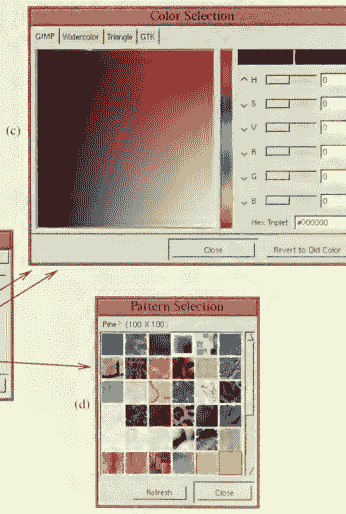 Color Selection
GIMP Watercolor Triangle GTK
(c)
H 0
S 0
V 0
R 0
G 0
B 0
Hex Triplet #000000
Close Revert to Old Color
Pattern Selection
(100 X 100)
(d)
Refresh Close